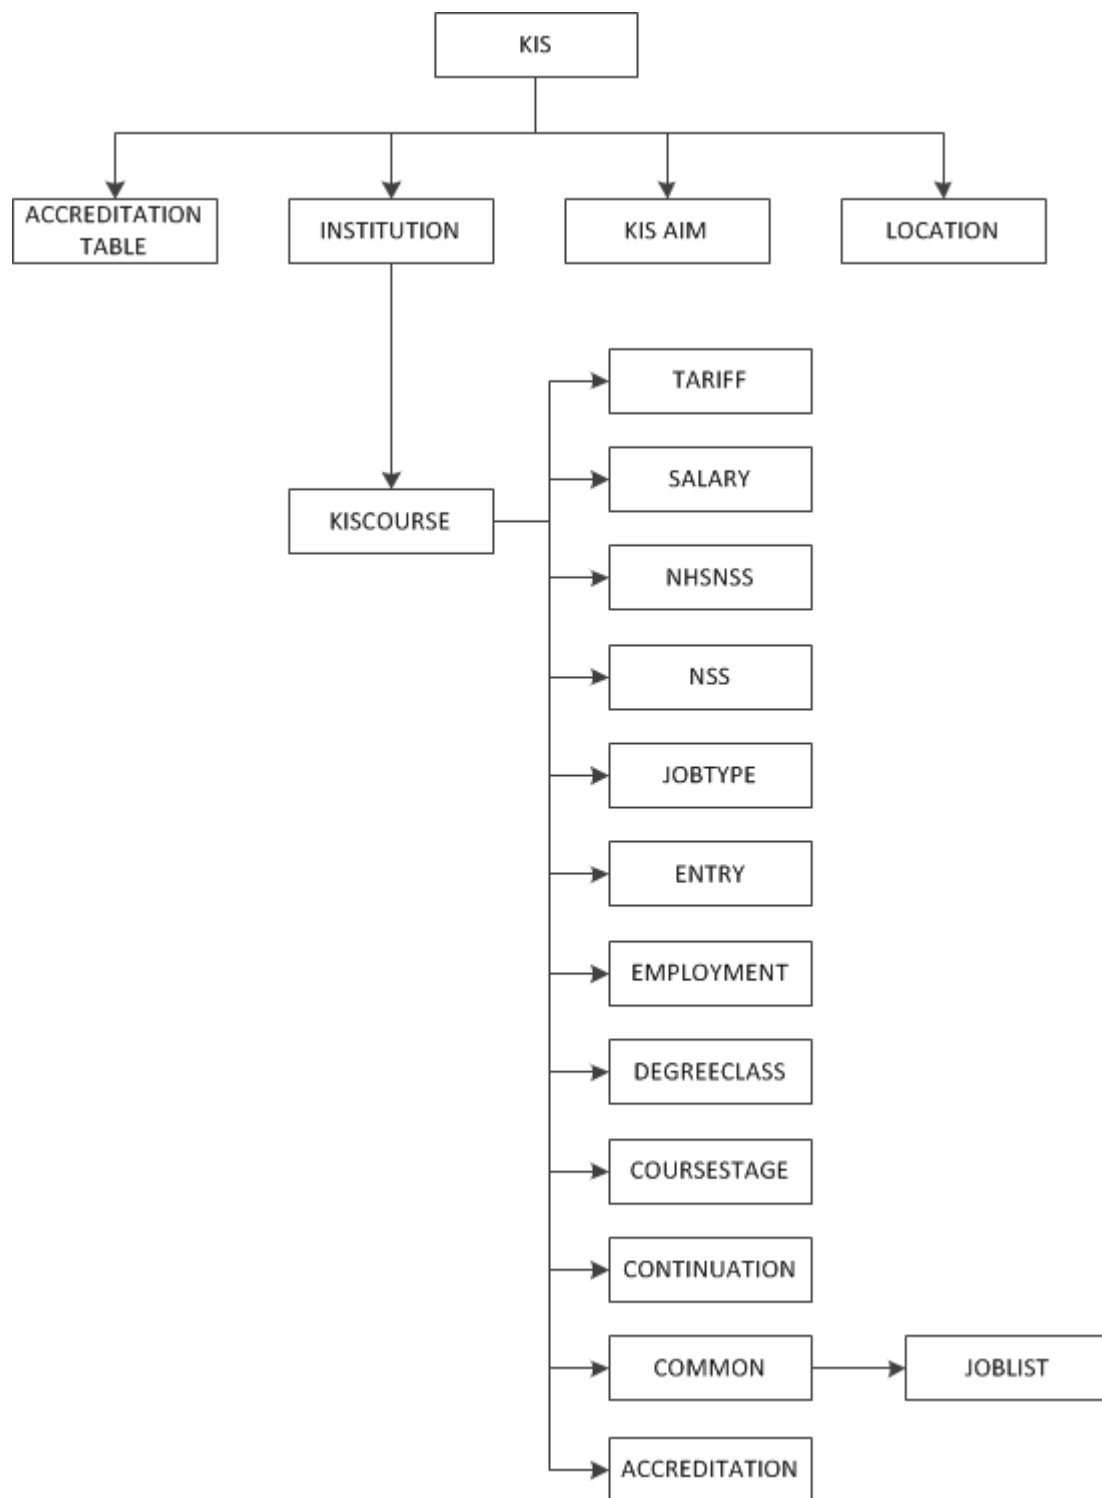 KIS
ACCREDITATION
TABLE
INSTITUTION
KIS AIM
LOCATION
TARIFF
SALARY
KISCOURSE
NHSNSS
NSS
JOBTYPE
ENTRY
EMPLOYMENT
DEGREECLASS
COURSESTAGE
CONTINUATION
COMMON
JOBLIST
ACCREDITATION